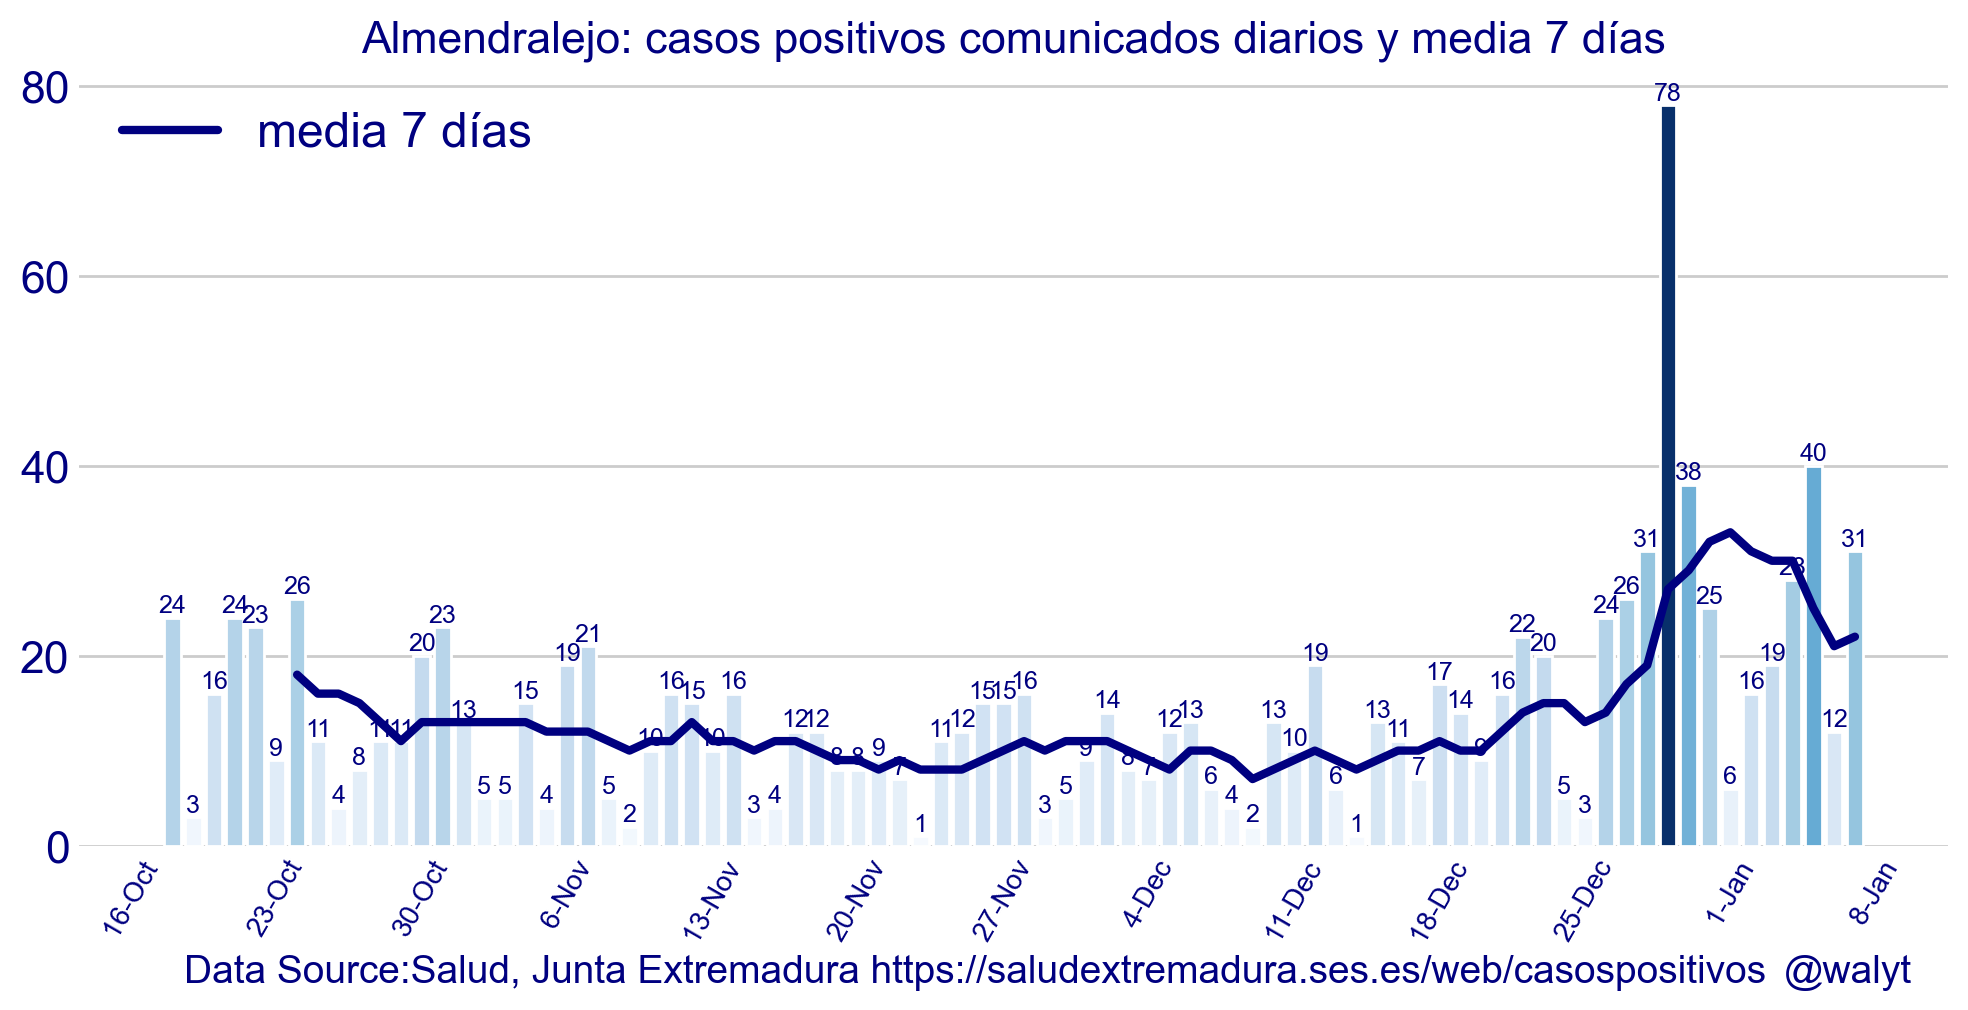 Almendralejo: casos positivos comunicados diarios y media 7 días
80
media 7 días
60
40
20
0
24 3 16 24 23 9 26 11 4 8 11 11 20 23 13 5 5 15 4 19 21 5 2 10 16 15 10 16 3 4 12 12 8 8 9 7 1 11 12 15 15 16 3 5 9 14 8 7 12 13 6 4 2 13 10 19 6 1 13 11 7 17 14 9 16 22 20 5 3 24 26 31 78 38 25 6 16 19 28 40 12 31
16-Oct 23-Oct 30-Oct 6-Nov 13-Nov 20-Nov 27-Nov 4-Dec 11-Dec 18-Dec 25-Dec 1-Jan 8-Jan
Data Source:Salud, Junta Extremadura https://saludextremadura.ses.es/web/casospositivos @walyt